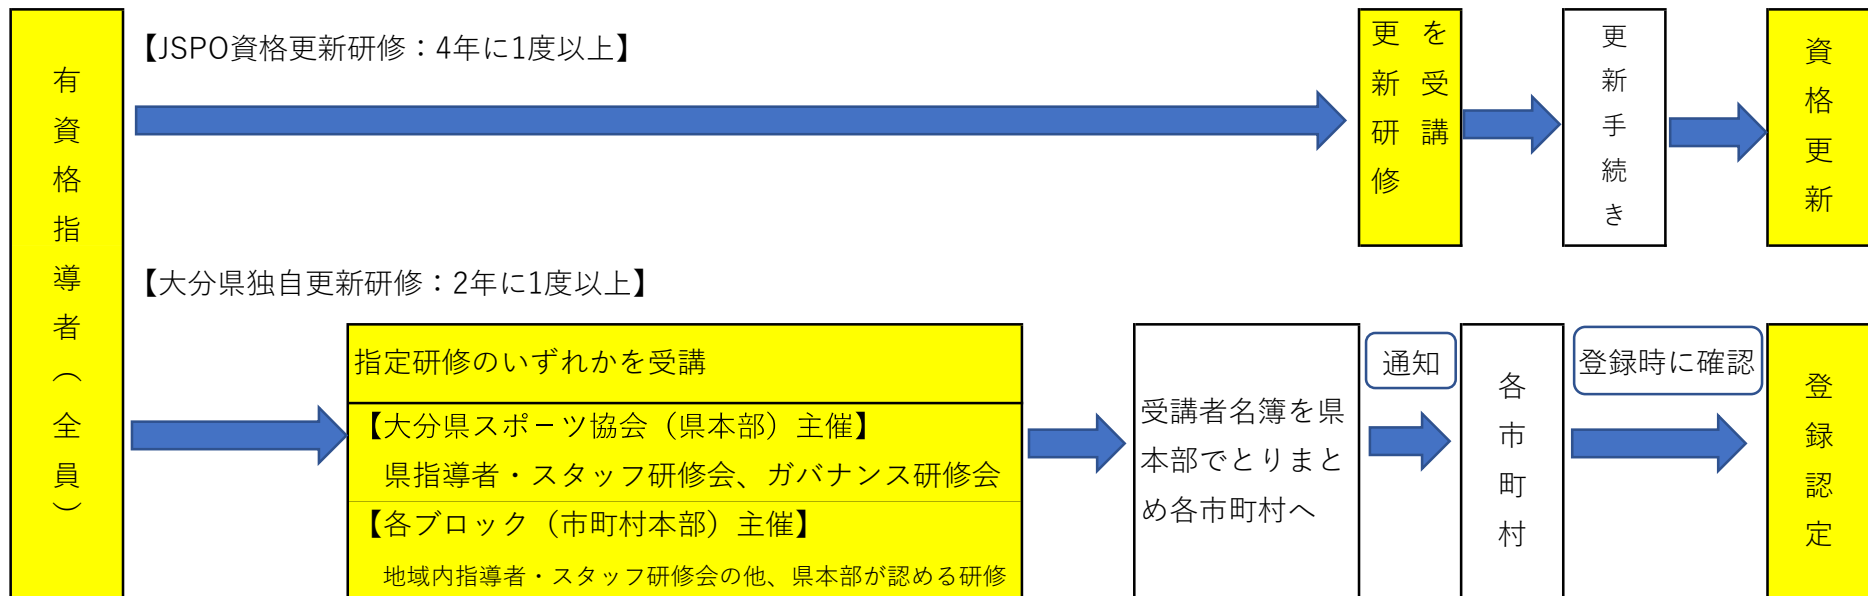 有資格指導者（全員）
【JSPO資格更新研修：4年に1度以上】
更新研修
を受講
更新手続き
資格更新
【大分県独自更新研修：2年に1度以上】
指定研修のいずれかを受講
【大分県スポーツ協会（県本部）主催】
県指導者・スタッフ研修会、ガバナンス研修会
【各ブロック（市町村本部）主催】
地域内指導者・スタッフ研修会の他、県本部が認める研修
受講者名簿を県
本部でとりまと
め各市町村へ
通知
各市町村
登録時に確認
登録認定